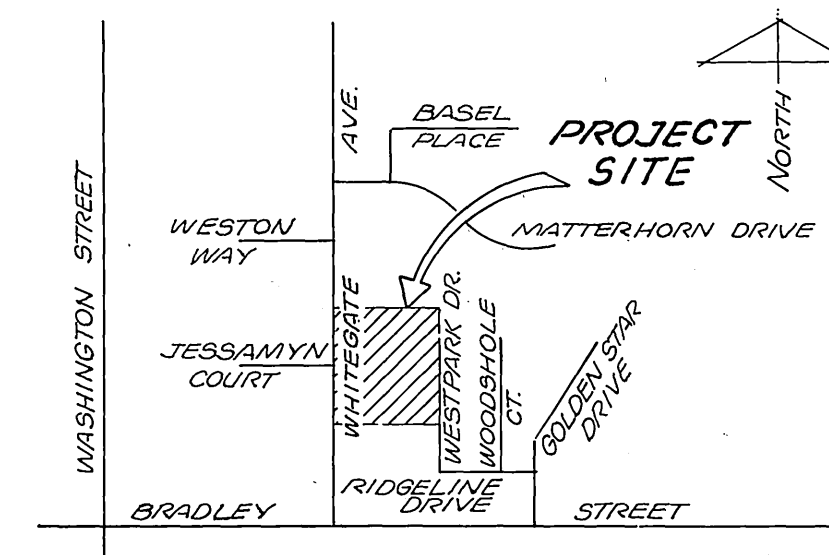 AVE.
BASEL
PLACE
PROJECT
SITE
NORTH
WASHINGTON STREET
WESTON
WAY
MATTERHORN DRIVE
WHITEGATE
JESSAMYN
COURT
WESTPARK DR.
WOODSHOLE
CT.
GOLDEN STAR
DRIVE
RIDGELINE
DRIVE
BRADLEY
STREET